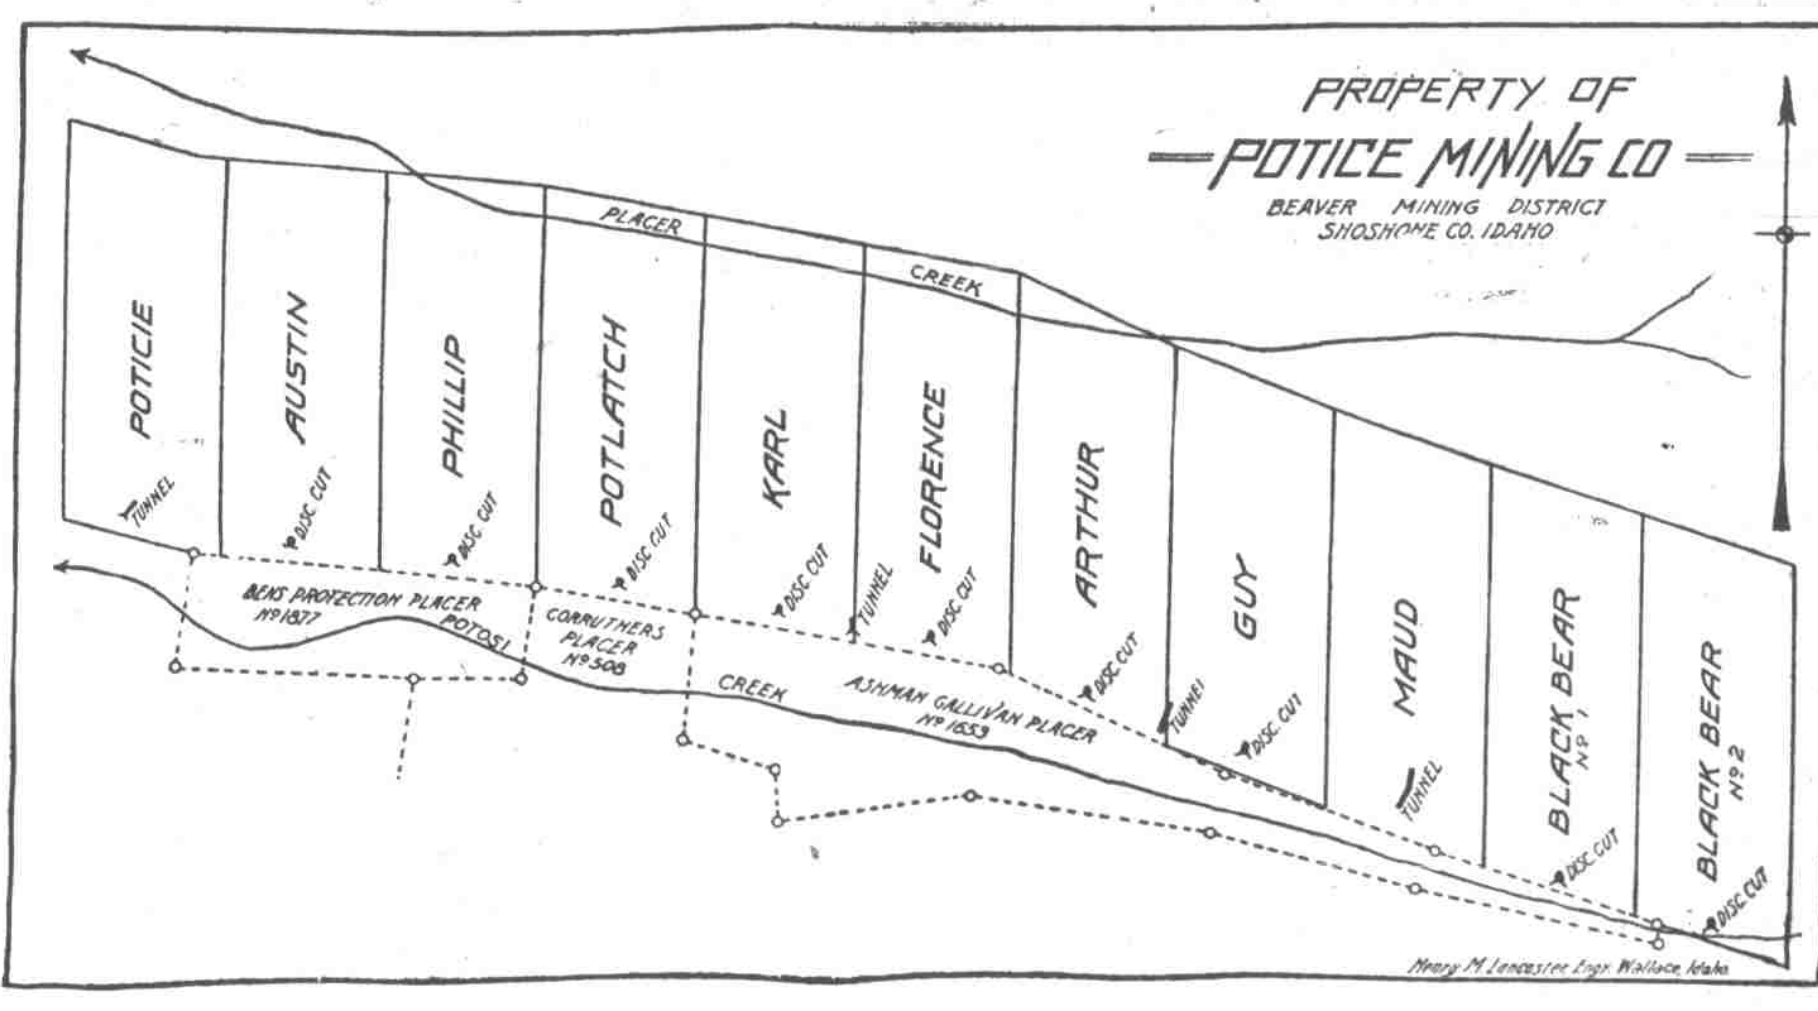 PROPERTY OF
POTICE MINING CO
BEAVER MINING DISTRICT
SHOSHONE CO. IDAHO
PLACER
CREEK
POTICIE
AUSTIN
PHILLIP
POTLATCH
KARL
FLORENCE
ARTHUR
GUY
MAUD
BLACK BEAR
Nº 1
BLACK BEAR
Nº 2
TUNNEL
DISC CUT
DISC CUT
DISC CUT
DISC CUT
TUNNEL
DISC CUT
DISC CUT
TUNNEL
DISC CUT
TUNNEL
DISC CUT
DISC CUT
BENS PROTECTION PLACER
Nº 1877
POTOSI
CORRUTHERS
PLACER
Nº 508
CREEK
ASHMAN GALLIVAN PLACER
Nº 1659
Henry M. Lancaster, Engr. Wallace, Idaho.